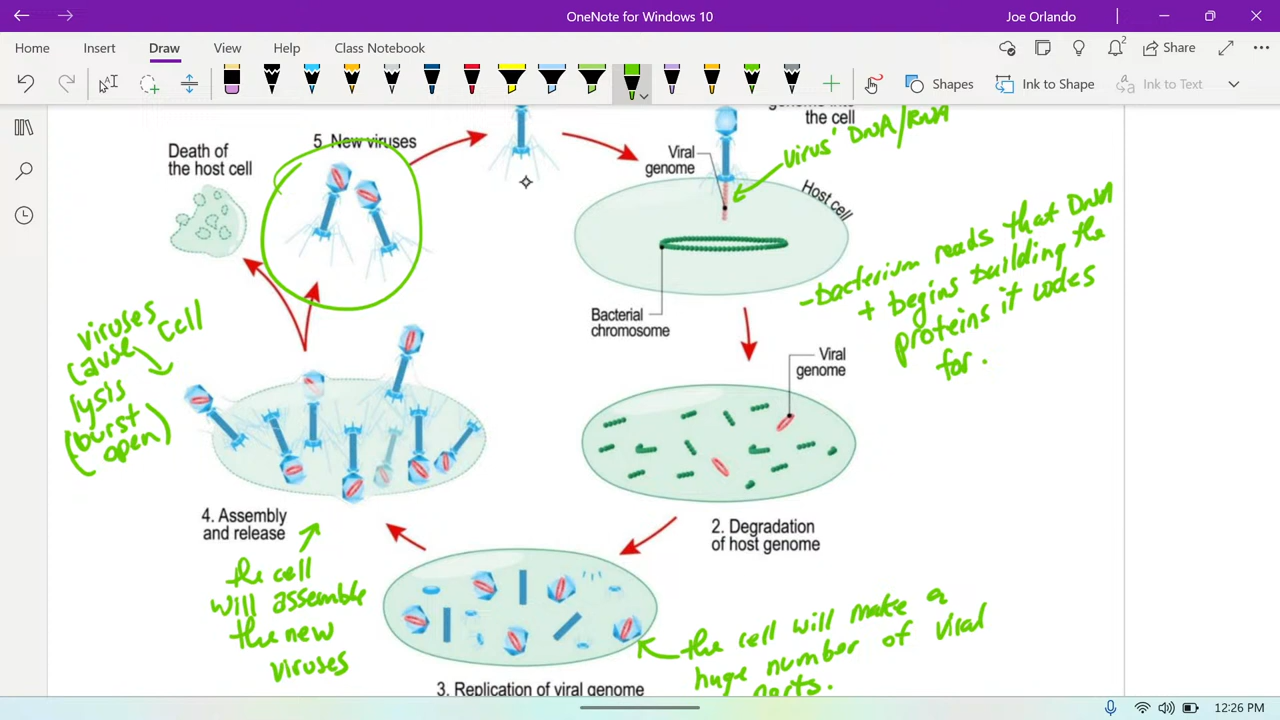 OneNote for Windows 10
Joe Orlando
Home
Insert
Draw
View
Help
Class Notebook
2
Share
Shapes
Ink to Shape
Ink to Text
the cell
virus' DNA/RNA
5. New viruses
Death of
the host cell
Viral
genome
Host cell
-bacterium reads that DNA
+ begins building the
proteins it codes
for.
Bacterial
chromosome
viruses
cause cell
lysis
(burst
open)
Viral
genome
4. Assembly
and release
2. Degradation
of host genome
the cell
will assemble
the new
viruses
the cell will make a
huge number of viral
parts.
3. Replication of viral genome
12:26 PM